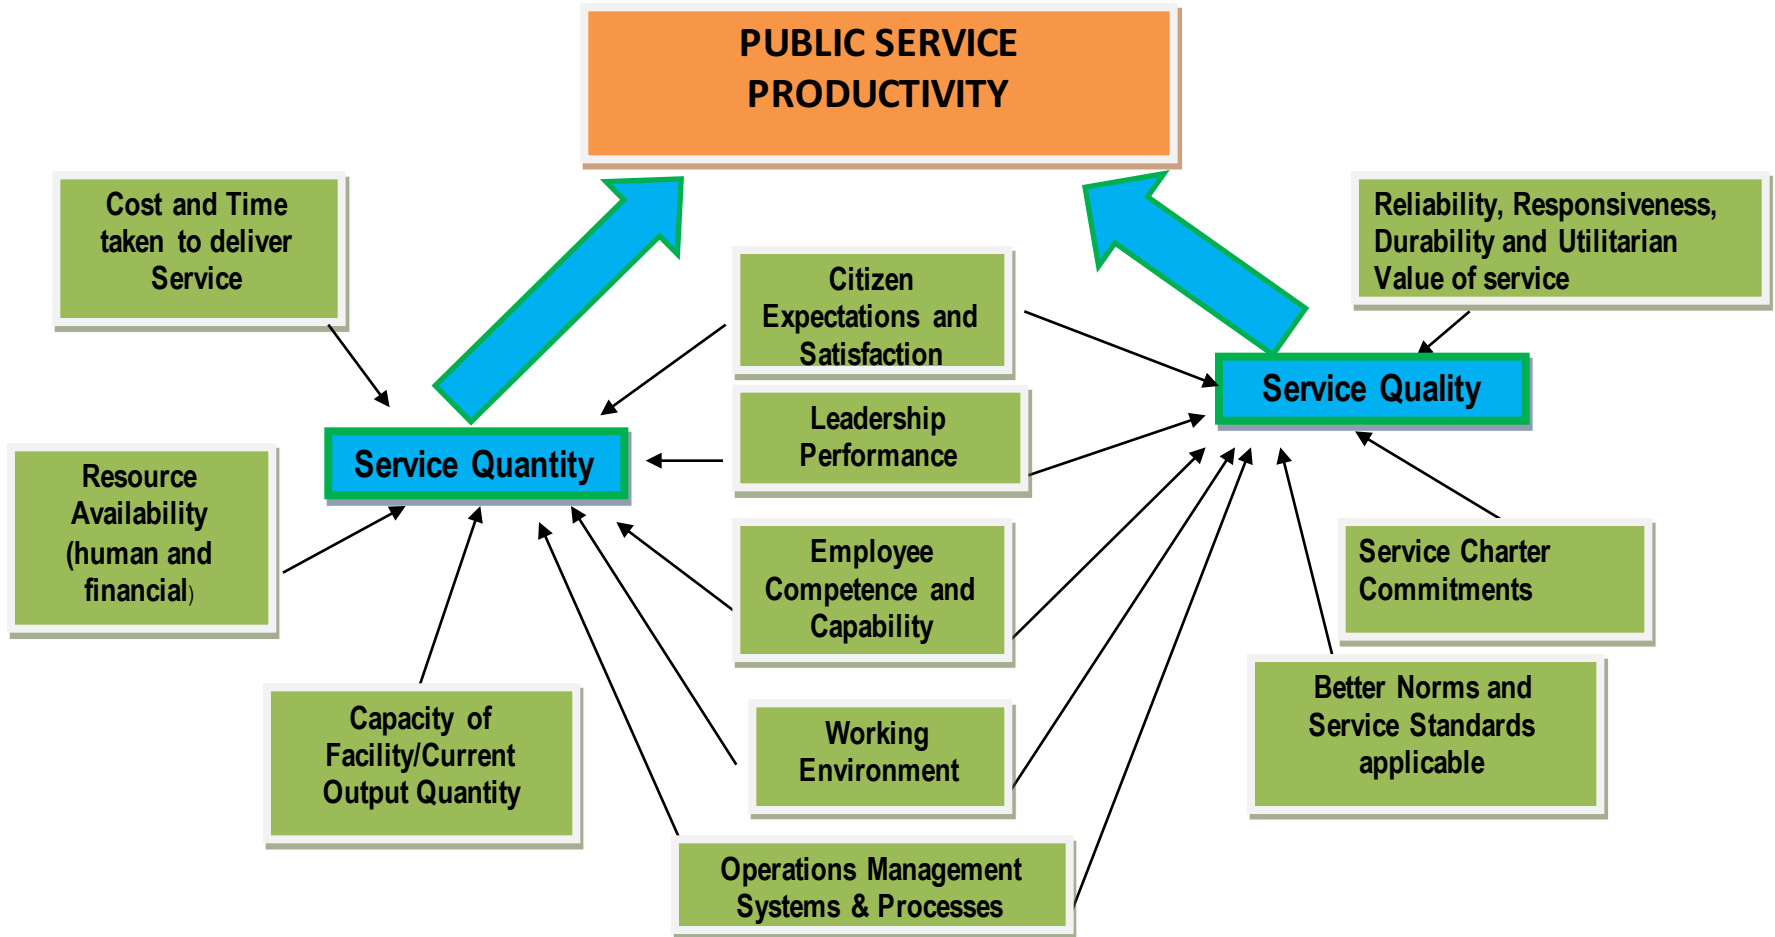 PUBLIC SERVICE
PRODUCTIVITY
Cost and Time
taken to deliver
Service
Reliability, Responsiveness,
Durability and Utilitarian
Value of service
Citizen
Expectations and
Satisfaction
Service Quality
Leadership
Performance
Service Quantity
Resource
Availability
(human and
financial)
Employee
Competence and
Capability
Service Charter
Commitments
Capacity of
Facility/Current
Output Quantity
Working
Environment
Better Norms and
Service Standards
applicable
Operations Management
Systems & Processes